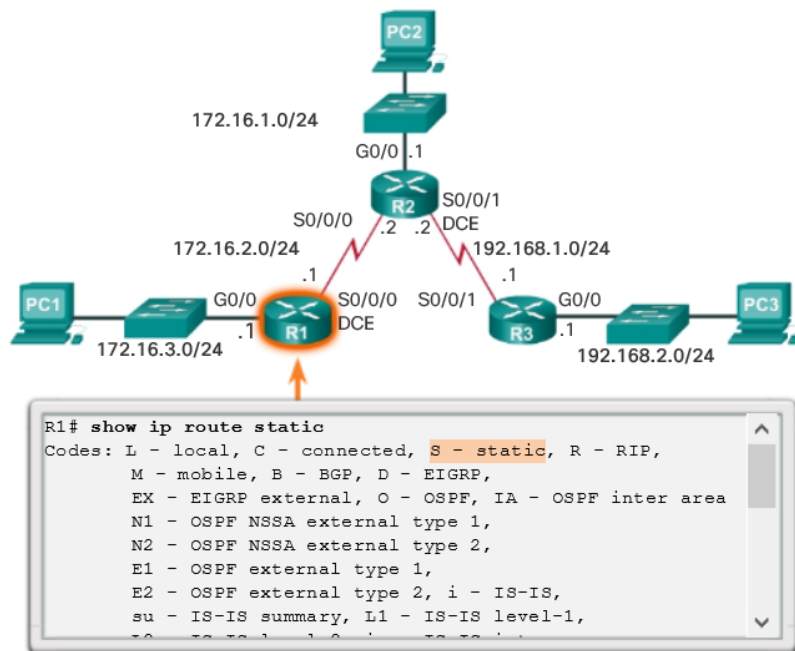 PC2
172.16.1.0/24
G0/0 .1
R2
S0/0/1
DCE
S0/0/0
.2 .2
172.16.2.0/24
192.168.1.0/24
.1
.1
PC1
G0/0
S0/0/0
DCE
.1
R1
172.16.3.0/24
S0/0/1
G0/0
R3
.1
PC3
192.168.2.0/24
R1# show ip route static
Codes: L - local, C - connected, S - static, R - RIP,
M - mobile, B - BGP, D - EIGRP,
EX - EIGRP external, O - OSPF, IA - OSPF inter area
N1 - OSPF NSSA external type 1,
N2 - OSPF NSSA external type 2,
E1 - OSPF external type 1,
E2 - OSPF external type 2, i - IS-IS,
su - IS-IS summary, L1 - IS-IS level-1,